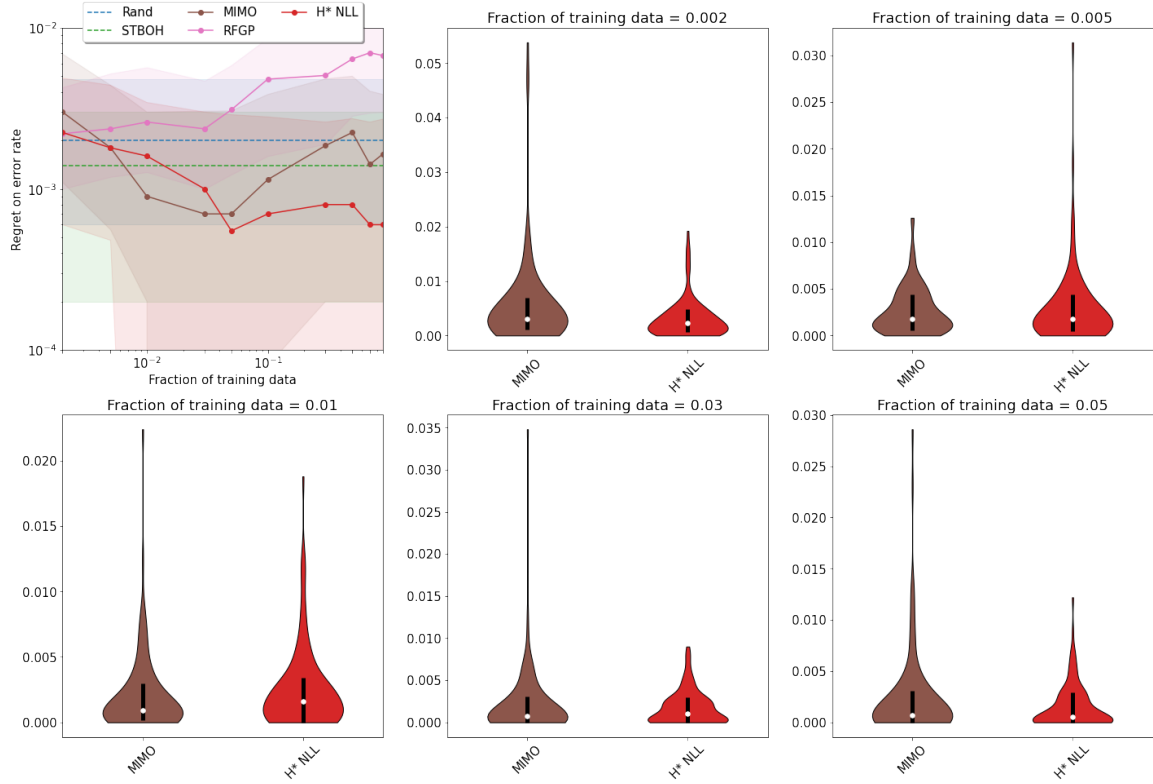 Rand
STBOH
MIMO
RFGP
H* NLL
Regret on error rate
10⁻²
10⁻³
10⁻⁴
10⁻²
10⁻¹
Fraction of training data
Fraction of training data = 0.002
0.05
0.04
0.03
0.02
0.01
0.00
MIMO
H* NLL
Fraction of training data = 0.005
0.030
0.025
0.020
0.015
0.010
0.005
0.000
MIMO
H* NLL
Fraction of training data = 0.01
0.020
0.015
0.010
0.005
0.000
MIMO
H* NLL
Fraction of training data = 0.03
0.035
0.030
0.025
0.020
0.015
0.010
0.005
0.000
MIMO
H* NLL
Fraction of training data = 0.05
0.030
0.025
0.020
0.015
0.010
0.005
0.000
MIMO
H* NLL